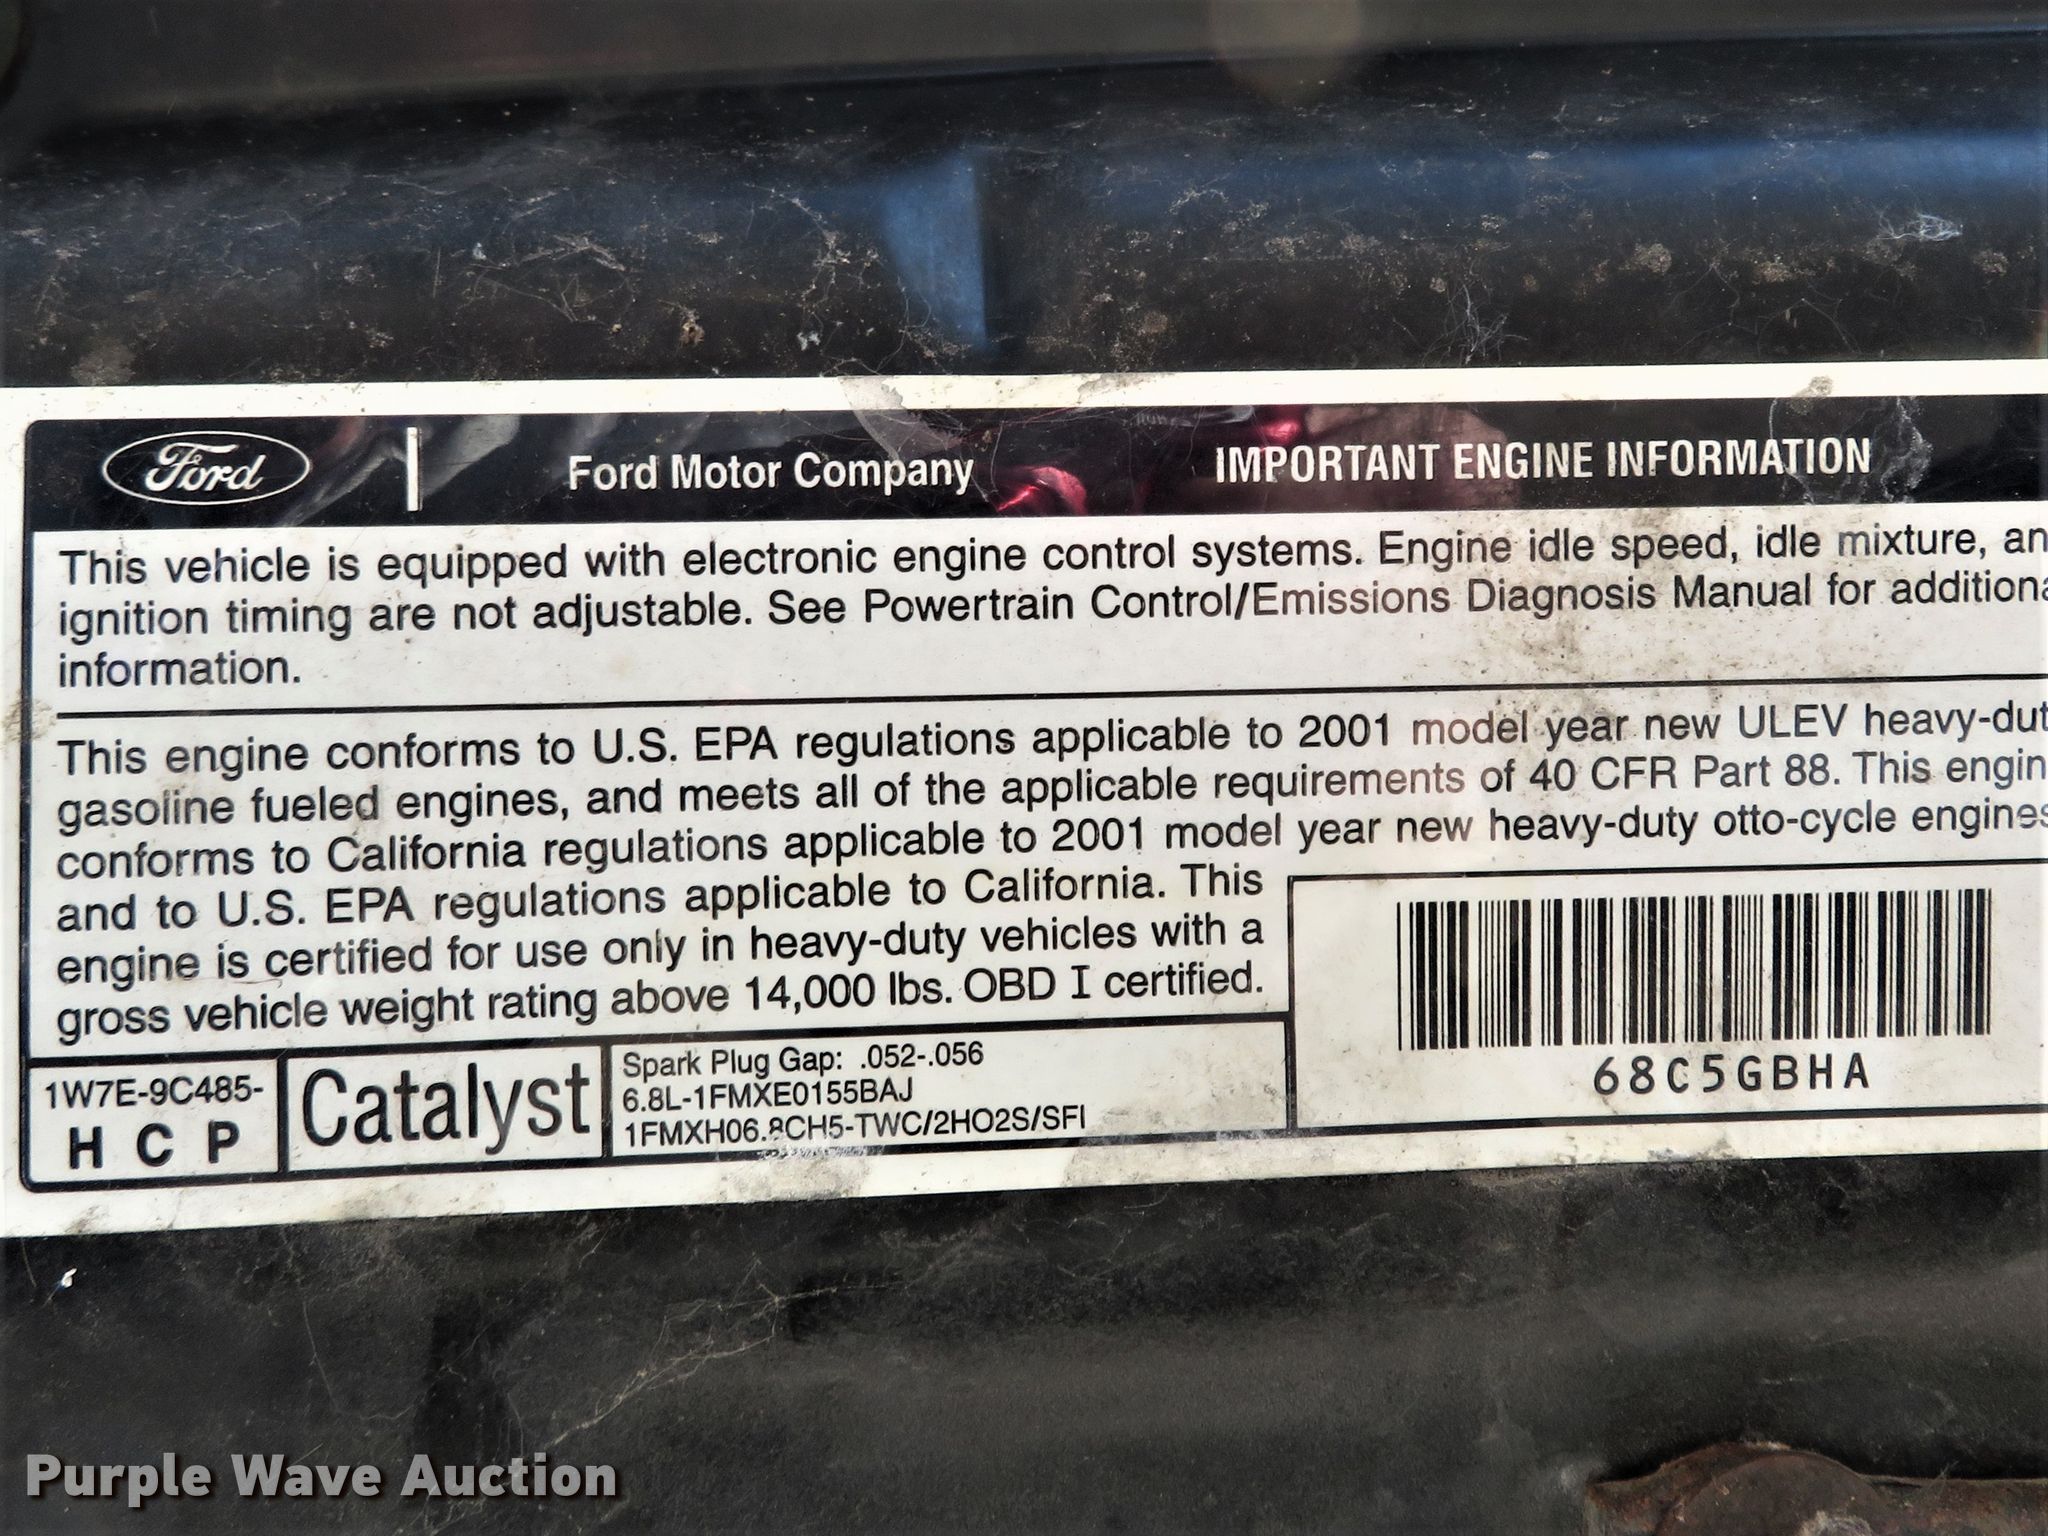 Ford
Ford Motor Company
IMPORTANT ENGINE INFORMATION
This vehicle is equipped with electronic engine control systems. Engine idle speed, idle mixture, an
ignition timing are not adjustable. See Powertrain Control/Emissions Diagnosis Manual for additiona
information.
This engine conforms to U.S. EPA regulations applicable to 2001 model year new ULEV heavy-dut
gasoline fueled engines, and meets all of the applicable requirements of 40 CFR Part 88. This engin
conforms to California regulations applicable to 2001 model year new heavy-duty otto-cycle engines
and to U.S. EPA regulations applicable to California. This
engine is certified for use only in heavy-duty vehicles with a
gross vehicle weight rating above 14,000 lbs. OBD I certified.
1W7E-9C485-
H C P
Catalyst
Spark Plug Gap: .052-.056
6.8L-1FMXE0155BAJ
1FMXH06.8CH5-TWC/2HO2S/SFI
68C5GBHA
Purple Wave Auction